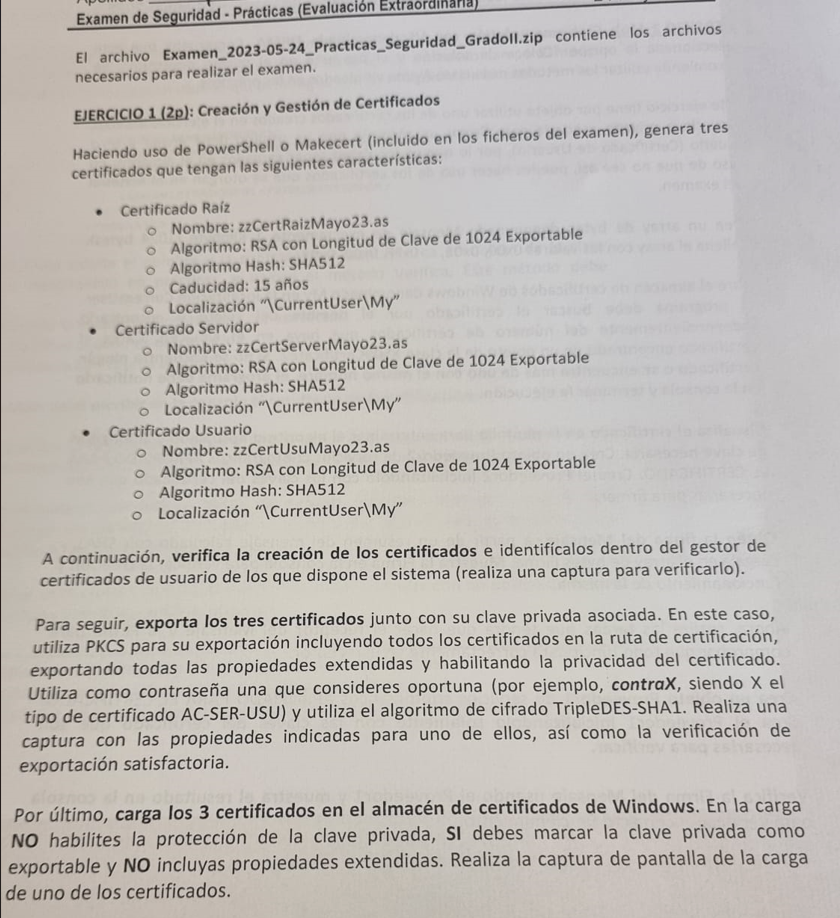 Examen de Seguridad - Prácticas (Evaluación Extraordinaria)
El archivo Examen_2023-05-24_Practicas_Seguridad_GradoII.zip contiene los archivos
necesarios para realizar el examen.
EJERCICIO 1 (2p): Creación y Gestión de Certificados
Haciendo uso de PowerShell o Makecert (incluido en los ficheros del examen), genera tres
certificados que tengan las siguientes características:
• Certificado Raíz
o Nombre: zzCertRaizMayo23.as
o Algoritmo: RSA con Longitud de Clave de 1024 Exportable
o Algoritmo Hash: SHA512
o Caducidad: 15 años
o Localización “\CurrentUser\My”
• Certificado Servidor
o Nombre: zzCertServerMayo23.as
o Algoritmo: RSA con Longitud de Clave de 1024 Exportable
o Algoritmo Hash: SHA512
o Localización “\CurrentUser\My”
• Certificado Usuario
o Nombre: zzCertUsuMayo23.as
o Algoritmo: RSA con Longitud de Clave de 1024 Exportable
o Algoritmo Hash: SHA512
o Localización “\CurrentUser\My”
A continuación, verifica la creación de los certificados e identifícalos dentro del gestor de
certificados de usuario de los que dispone el sistema (realiza una captura para verificarlo).
Para seguir, exporta los tres certificados junto con su clave privada asociada. En este caso,
utiliza PKCS para su exportación incluyendo todos los certificados en la ruta de certificación,
exportando todas las propiedades extendidas y habilitando la privacidad del certificado.
Utiliza como contraseña una que consideres oportuna (por ejemplo, contraX, siendo X el
tipo de certificado AC-SER-USU) y utiliza el algoritmo de cifrado TripleDES-SHA1. Realiza una
captura con las propiedades indicadas para uno de ellos, así como la verificación de
exportación satisfactoria.
Por último, carga los 3 certificados en el almacén de certificados de Windows. En la carga
NO habilites la protección de la clave privada, SI debes marcar la clave privada como
exportable y NO incluyas propiedades extendidas. Realiza la captura de pantalla de la carga
de uno de los certificados.